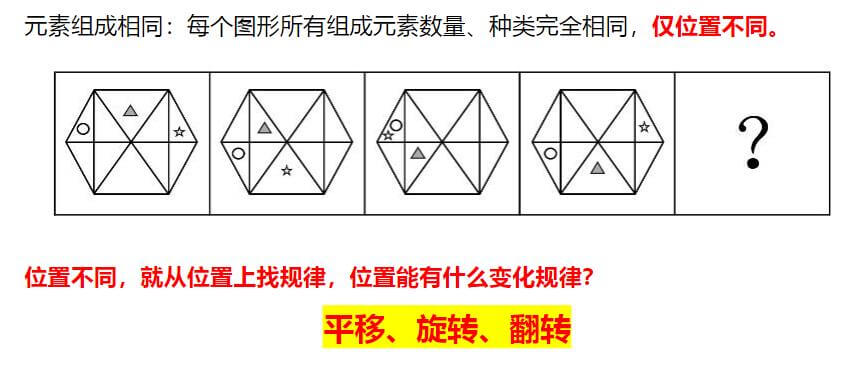 元素组成相同：每个图形所有组成元素数量、种类完全相同，仅位置不同。
?
位置不同，就从位置上找规律，位置能有什么变化规律?
平移、旋转、翻转